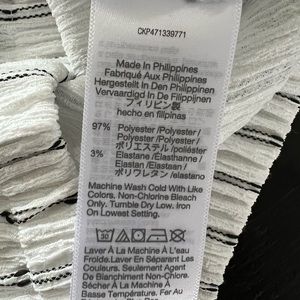 CKP471339771
Made In Philippines
Fabriqué Aux Philippines
Hergestellt In Den Philippinen
Vervaardigd In De Filippijnen
フィリピン製
hecho en filipinas
97% Polyester/Polyester/
Polyester/Polyester/
ポリエステル/poliéster
3% Elastane/Élasthanne/
Elastan/Elastaan/
ポリウレタン/elastano
Machine Wash Cold With Like
Colors. Non-Chlorine Bleach
Only. Tumble Dry Low. Iron
On Lowest Setting.
30
Laver À La Machine À L'eau
Froide.Laver En Séparant Les
Couleurs. Seulement Agent
De Blanchiment Non-Chlore.
Sécher À La Machine À
Basse Température. Fer Au